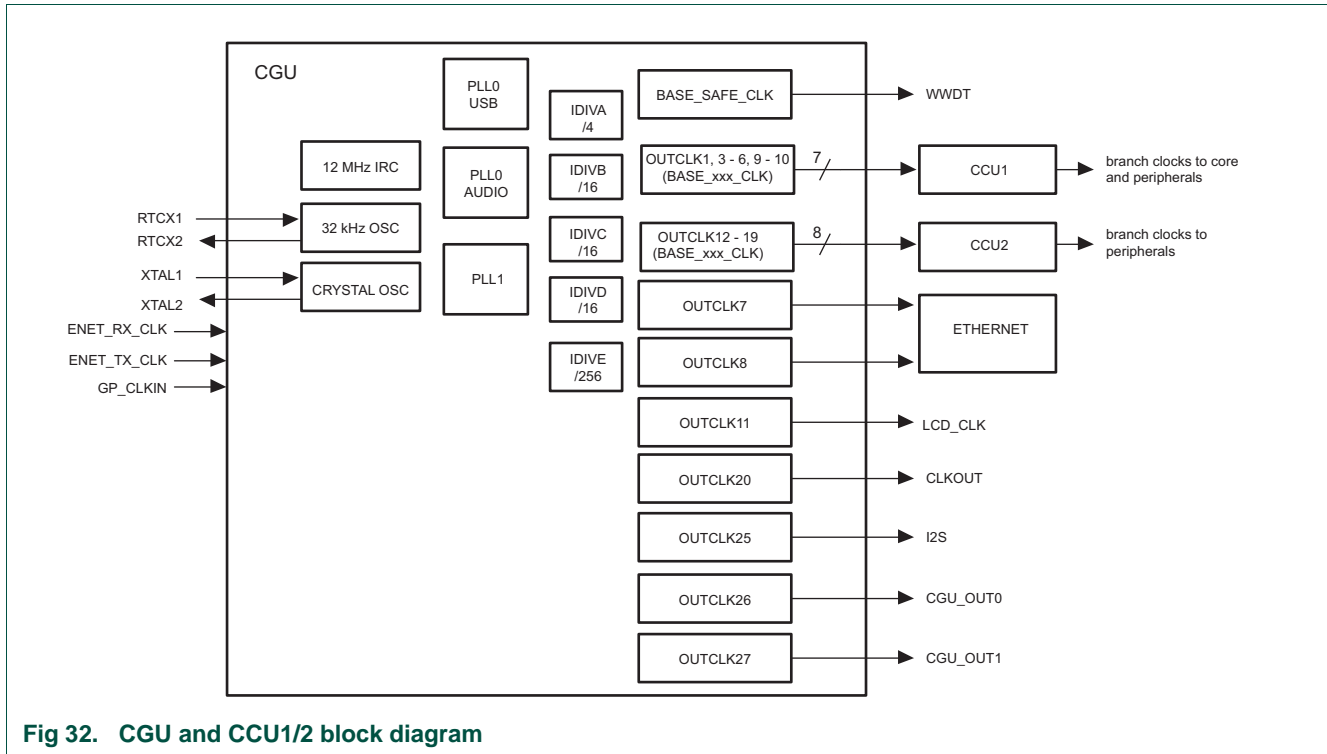 CGU
PLL0
USB
12 MHz IRC
PLL0
AUDIO
32 kHz OSC
CRYSTAL OSC
PLL1
RTCX1
RTCX2
XTAL1
XTAL2
ENET_RX_CLK
ENET_TX_CLK
GP_CLKIN
IDIVA
/4
IDIVB
/16
IDIVC
/16
IDIVD
/16
IDIVE
/256
BASE_SAFE_CLK
WWDT
OUTCLK1, 3 - 6, 9 - 10
(BASE_xxx_CLK)
7
CCU1
branch clocks to core
and peripherals
OUTCLK12 - 19
(BASE_xxx_CLK)
8
CCU2
branch clocks to
peripherals
OUTCLK7
OUTCLK8
ETHERNET
OUTCLK11
LCD_CLK
OUTCLK20
CLKOUT
OUTCLK25
I2S
OUTCLK26
CGU_OUT0
OUTCLK27
CGU_OUT1
Fig 32. CGU and CCU1/2 block diagram